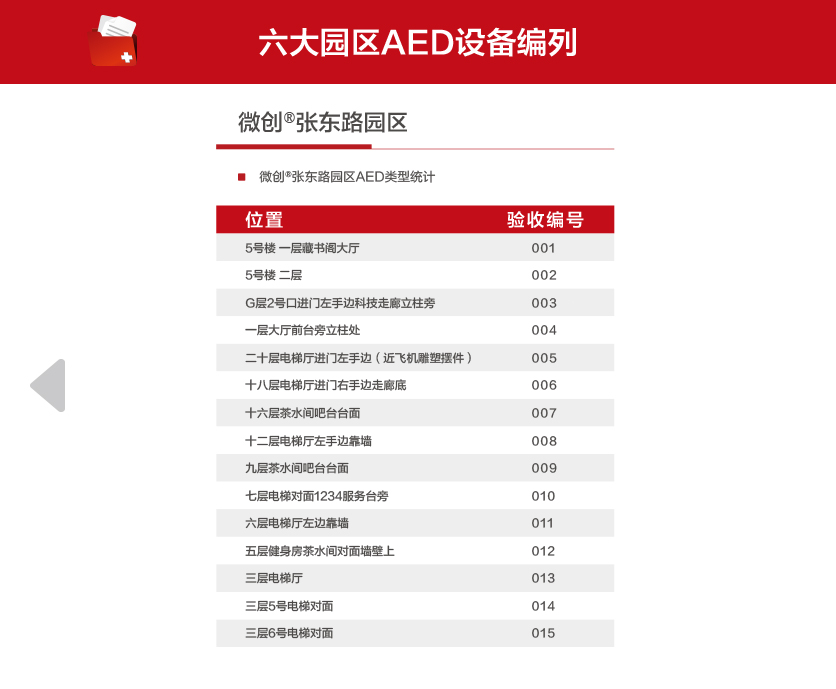 六大园区AED设备编列
微创®张东路园区
微创®张东路园区AED类型统计
位置 验收编号
5号楼 一层藏书阁大厅 001
5号楼 二层 002
G层2号口进门左手边科技走廊立柱旁 003
一层大厅前台旁立柱处 004
二十层电梯厅进门左手边（近飞机雕塑摆件） 005
十八层电梯厅进门右手边走廊底 006
十六层茶水间吧台台面 007
十二层电梯厅左手边靠墙 008
九层茶水间吧台台面 009
七层电梯对面1234服务台旁 010
六层电梯厅左边靠墙 011
五层健身房茶水间对面墙壁上 012
三层电梯厅 013
三层5号电梯对面 014
三层6号电梯对面 015